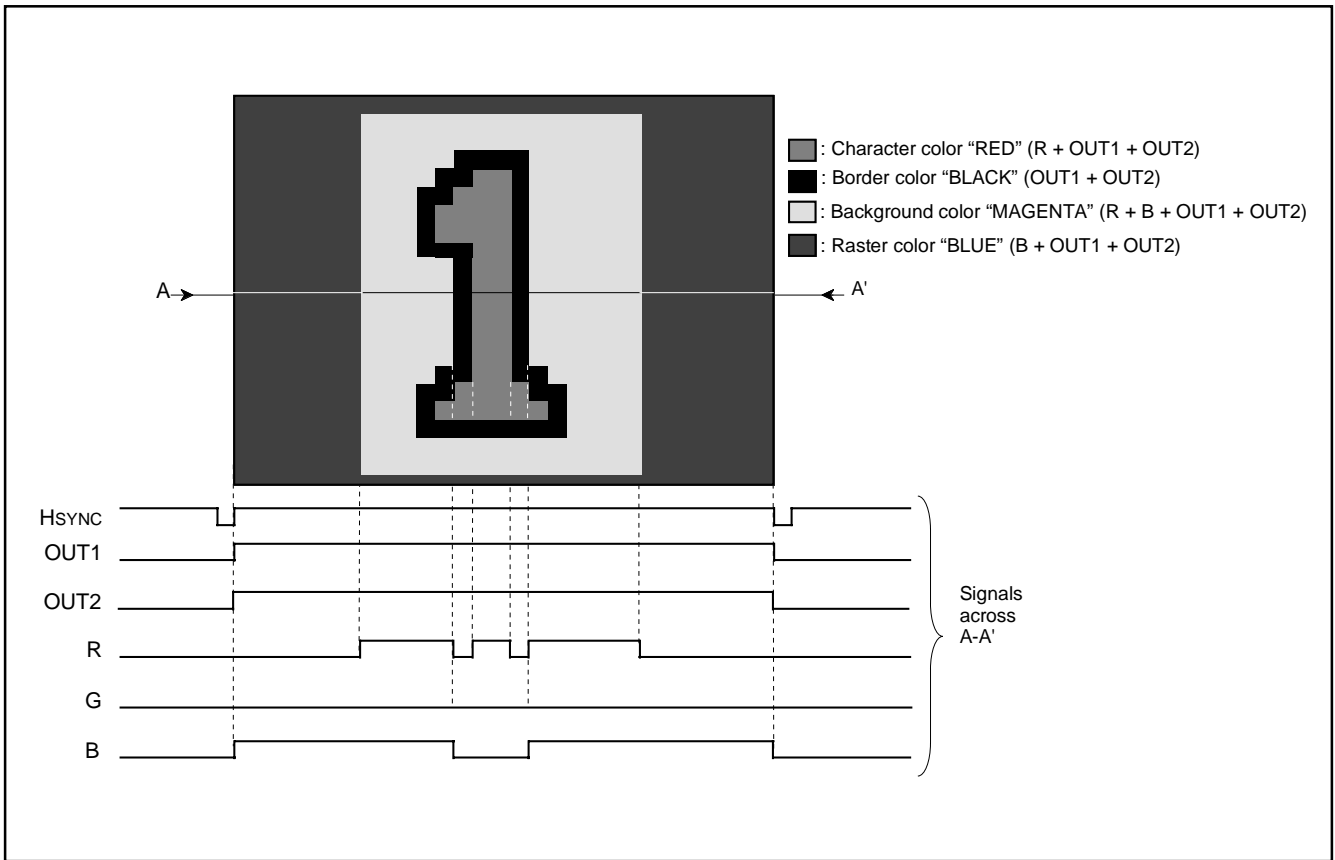 : Character color “RED” (R + OUT1 + OUT2)
: Border color “BLACK” (OUT1 + OUT2)
: Background color “MAGENTA” (R + B + OUT1 + OUT2)
: Raster color “BLUE” (B + OUT1 + OUT2)
A
A'
HSYNC
OUT1
OUT2
R
G
B
Signals
across
A-A'